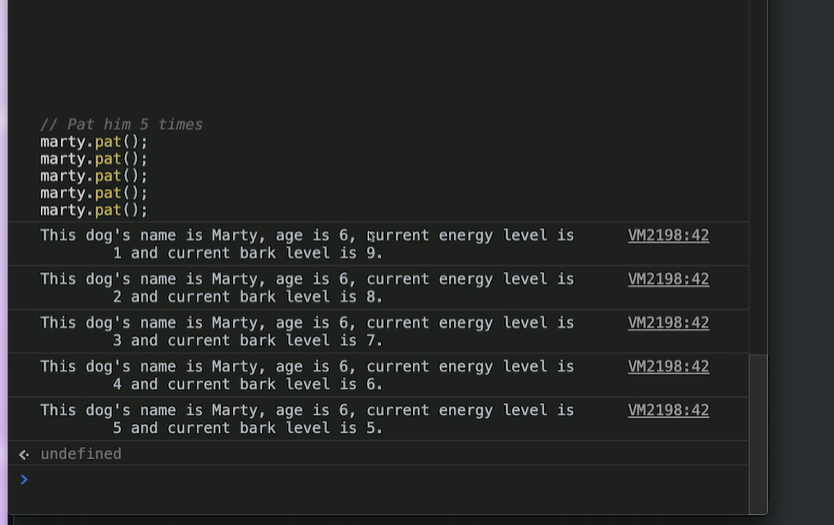 // Pat him 5 times
marty.pat();
marty.pat();
marty.pat();
marty.pat();
marty.pat();
This dog's name is Marty, age is 6, current energy level is VM2198:42
1 and current bark level is 9.
This dog's name is Marty, age is 6, current energy level is VM2198:42
2 and current bark level is 8.
This dog's name is Marty, age is 6, current energy level is VM2198:42
3 and current bark level is 7.
This dog's name is Marty, age is 6, current energy level is VM2198:42
4 and current bark level is 6.
This dog's name is Marty, age is 6, current energy level is VM2198:42
5 and current bark level is 5.
undefined